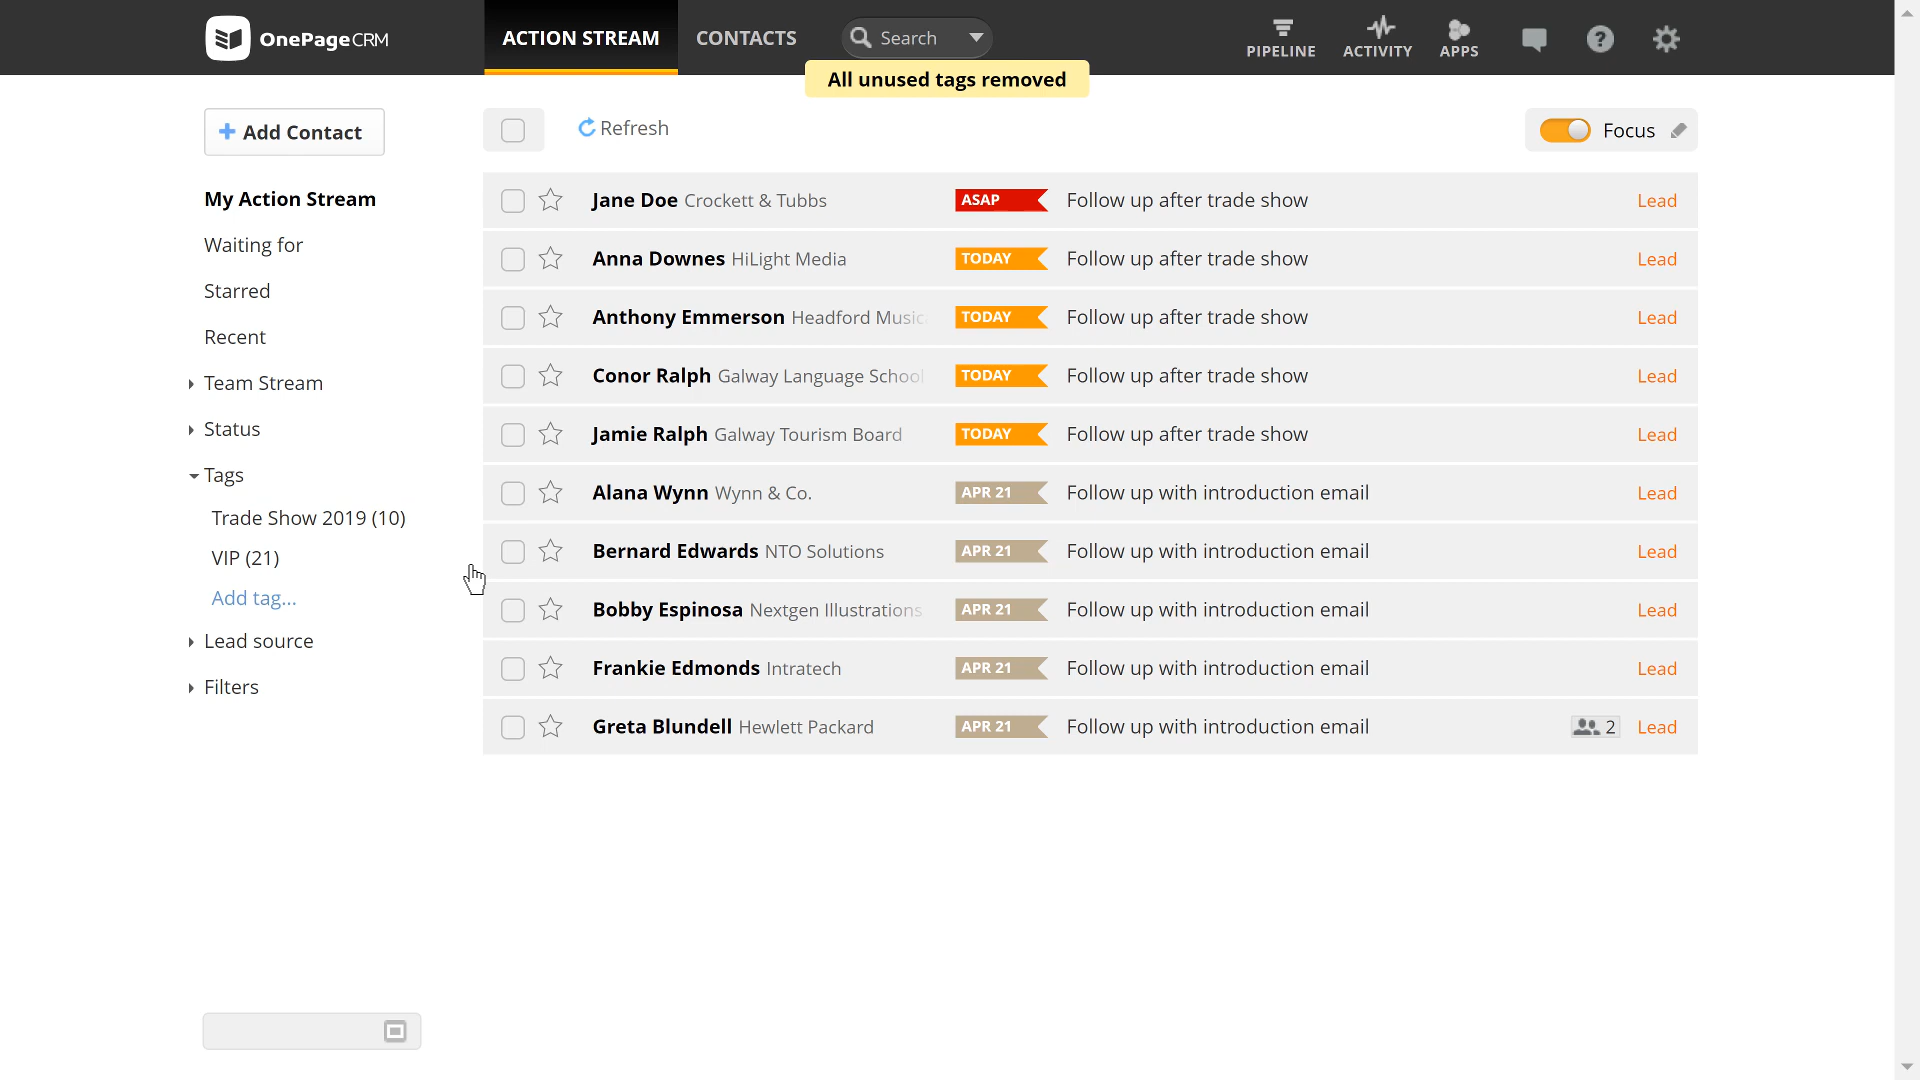 OnePageCRM
ACTION STREAM
CONTACTS
Search
PIPELINE
ACTIVITY
APPS
?
All unused tags removed
+ Add Contact
Refresh
Focus
My Action Stream
Waiting for
Starred
Recent
Team Stream
Status
Tags
Trade Show 2019 (10)
VIP (21)
Add tag...
Lead source
Filters
Jane Doe Crockett & Tubbs ASAP Follow up after trade show Lead
Anna Downes HiLight Media TODAY Follow up after trade show Lead
Anthony Emmerson Headford Music TODAY Follow up after trade show Lead
Conor Ralph Galway Language School TODAY Follow up after trade show Lead
Jamie Ralph Galway Tourism Board TODAY Follow up after trade show Lead
Alana Wynn Wynn & Co. APR 21 Follow up with introduction email Lead
Bernard Edwards NTO Solutions APR 21 Follow up with introduction email Lead
Bobby Espinosa Nextgen Illustrations APR 21 Follow up with introduction email Lead
Frankie Edmonds Intratech APR 21 Follow up with introduction email Lead
Greta Blundell Hewlett Packard APR 21 Follow up with introduction email 2 Lead